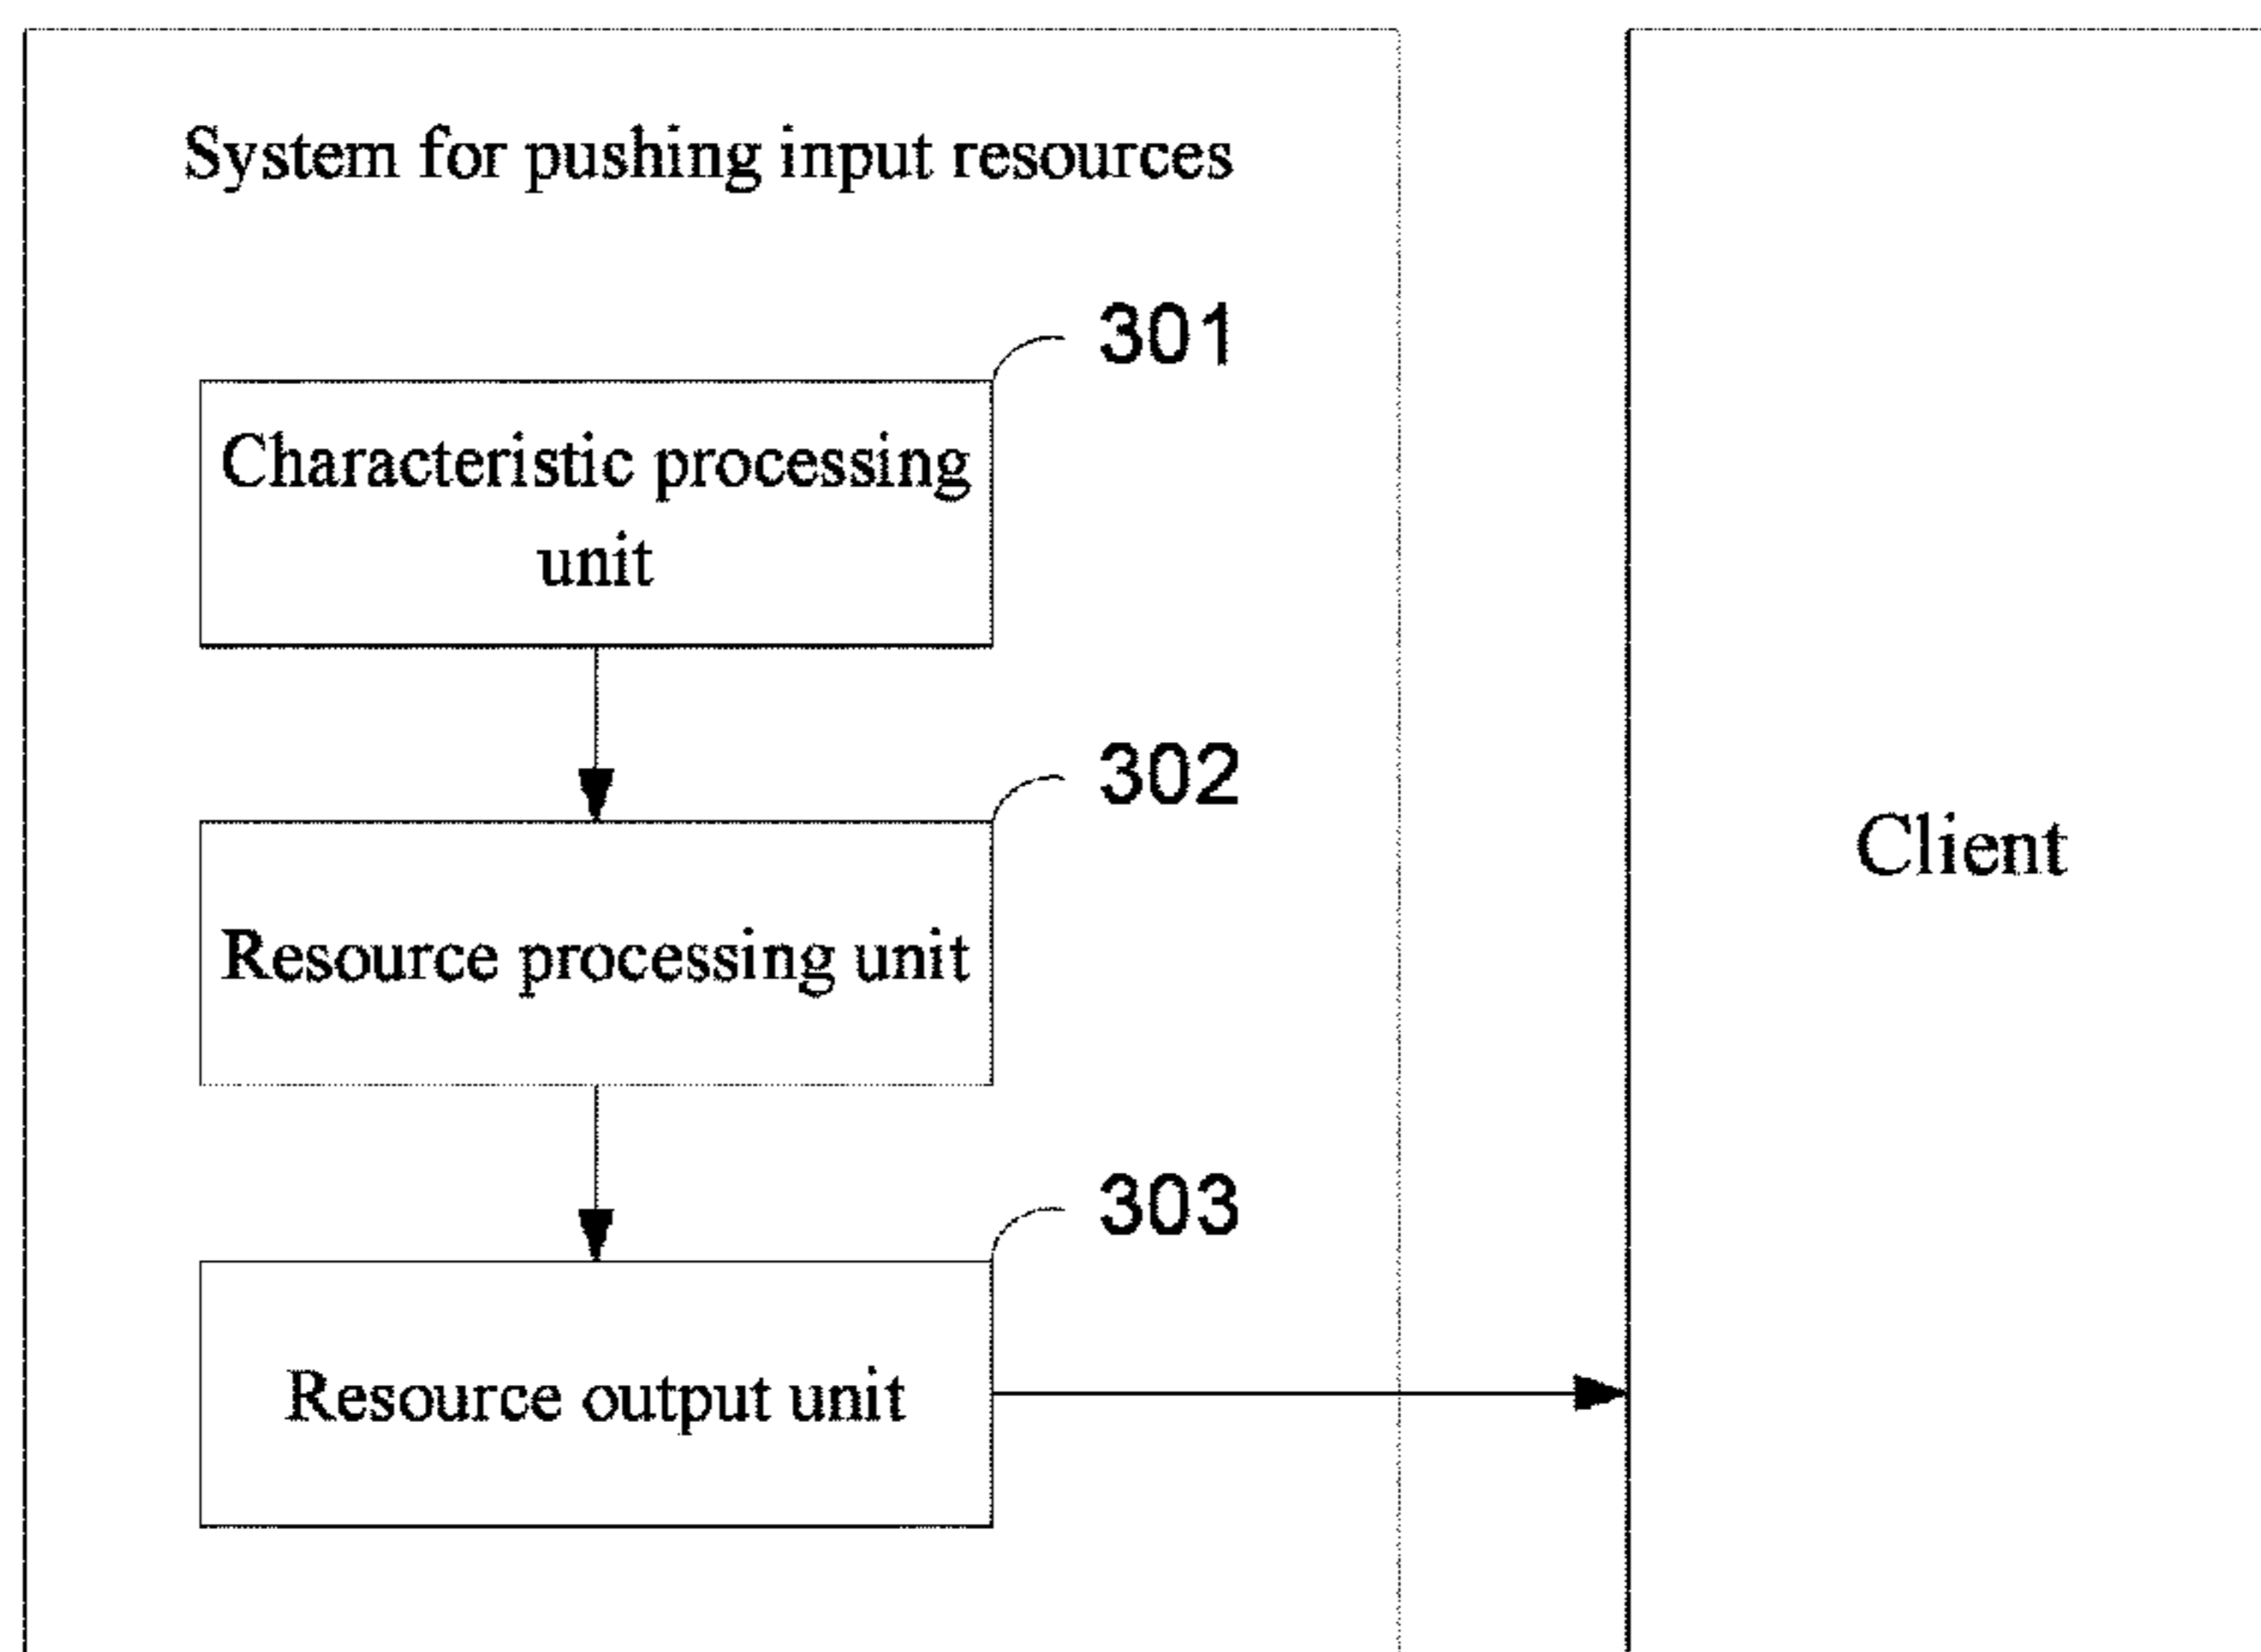 System for pushing input resources
301
Characteristic processing
unit
302
Resource processing unit
Client
303
Resource output unit